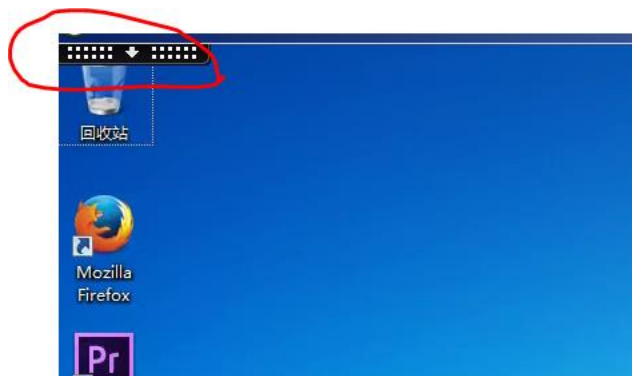 回收站
Mozilla
Firefox
Pr